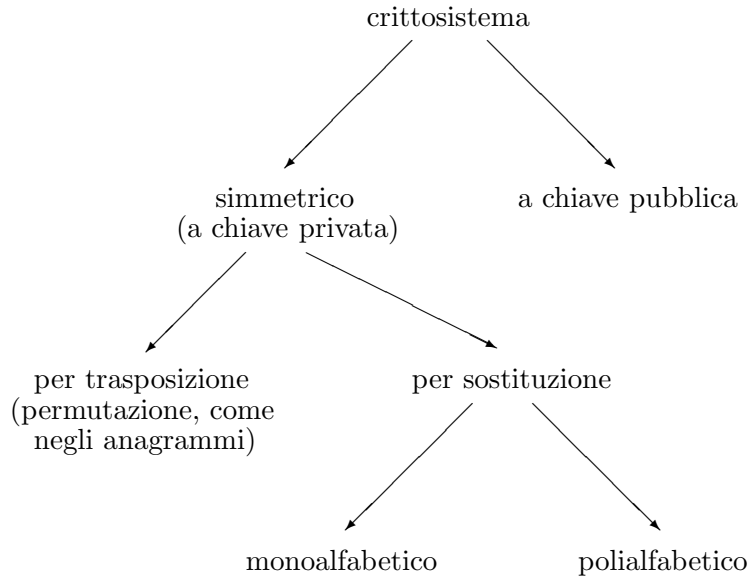 crittosistema
simmetrico
(a chiave privata)
a chiave pubblica
per trasposizione
(permutazione, come
negli anagrammi)
per sostituzione
monoalfabetico
polialfabetico